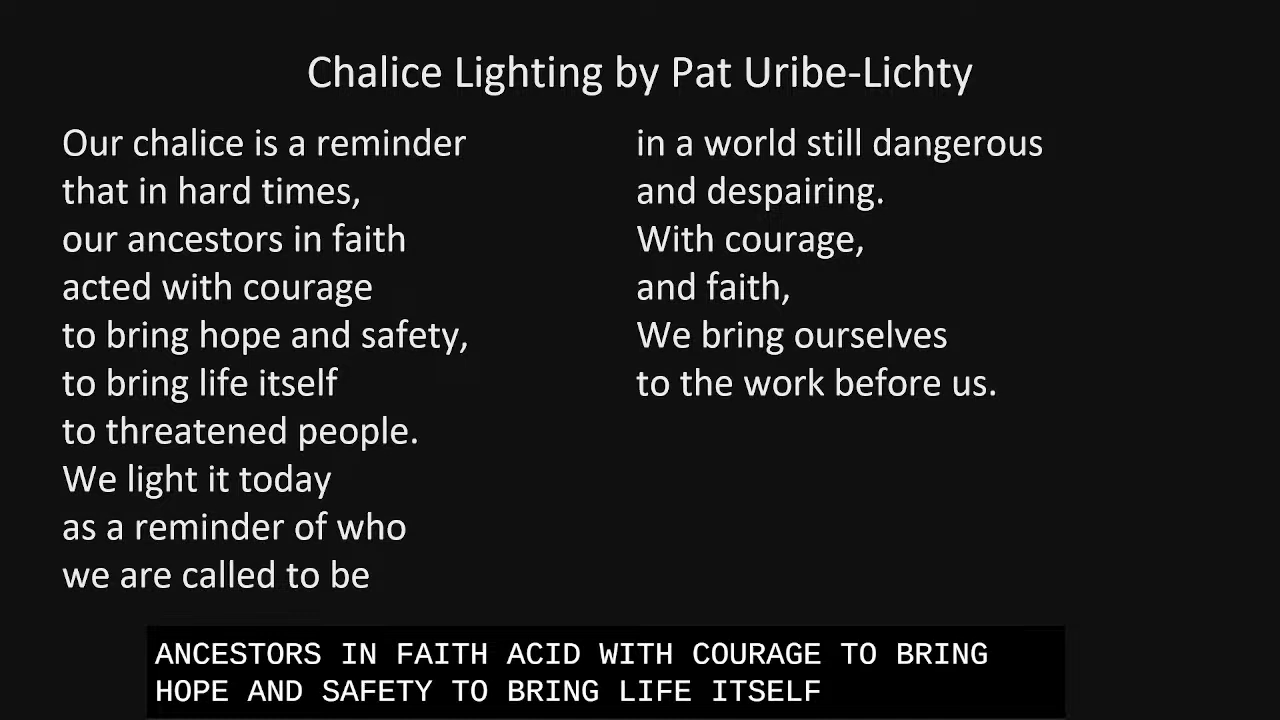 Chalice Lighting by Pat Uribe-Lichty
Our chalice is a reminder
that in hard times,
our ancestors in faith
acted with courage
to bring hope and safety,
to bring life itself
to threatened people.
We light it today
as a reminder of who
we are called to be
in a world still dangerous
and despairing.
With courage,
and faith,
We bring ourselves
to the work before us.
ANCESTORS IN FAITH ACID WITH COURAGE TO BRING
HOPE AND SAFETY TO BRING LIFE ITSELF